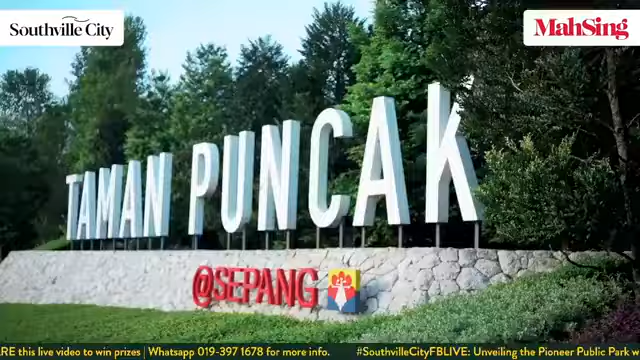 Southville City
MahSing
TAMAN PUNCAK
@SEPANG
RE this live video to win prizes | Whatsapp 019-397 1678 for more info.
#SouthvilleCityFBLIVE: Unveiling the Pioneer Public Park